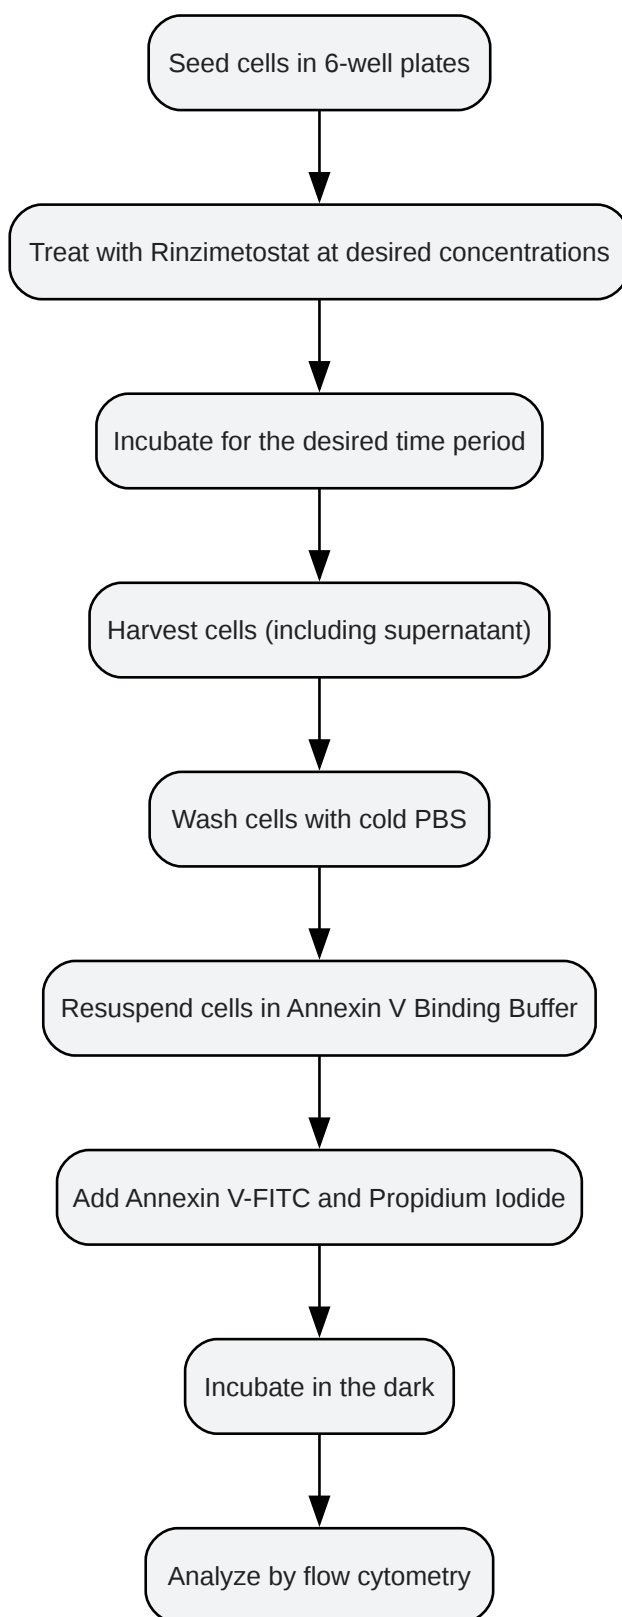 Seed cells in 6-well plates
Treat with Rinzimetostat at desired concentrations
Incubate for the desired time period
Harvest cells (including supernatant)
Wash cells with cold PBS
Resuspend cells in Annexin V Binding Buffer
Add Annexin V-FITC and Propidium Iodide
Incubate in the dark
Analyze by flow cytometry